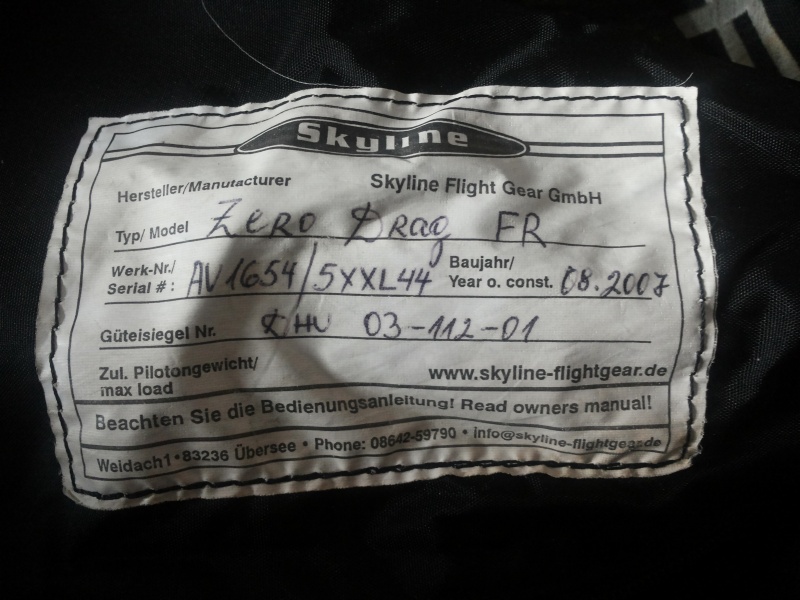 Skyline
Hersteller/Manufacturer Skyline Flight Gear GmbH
Typ/ Model Zero Drag FR
Werk-Nr./ Serial # : AV1654/5XXL44 Baujahr/ Year o. const. 08.2007
Güteisiegel Nr. DHV 03-112-01
Zul. Pilotongewicht/ max load www.skyline-flightgear.de
Beachten Sie die Bedienungsanleitung! Read owners manual!
Weidach1 • 83236 Übersee • Phone: 08642-59790 • info@skyline-flightgear.de